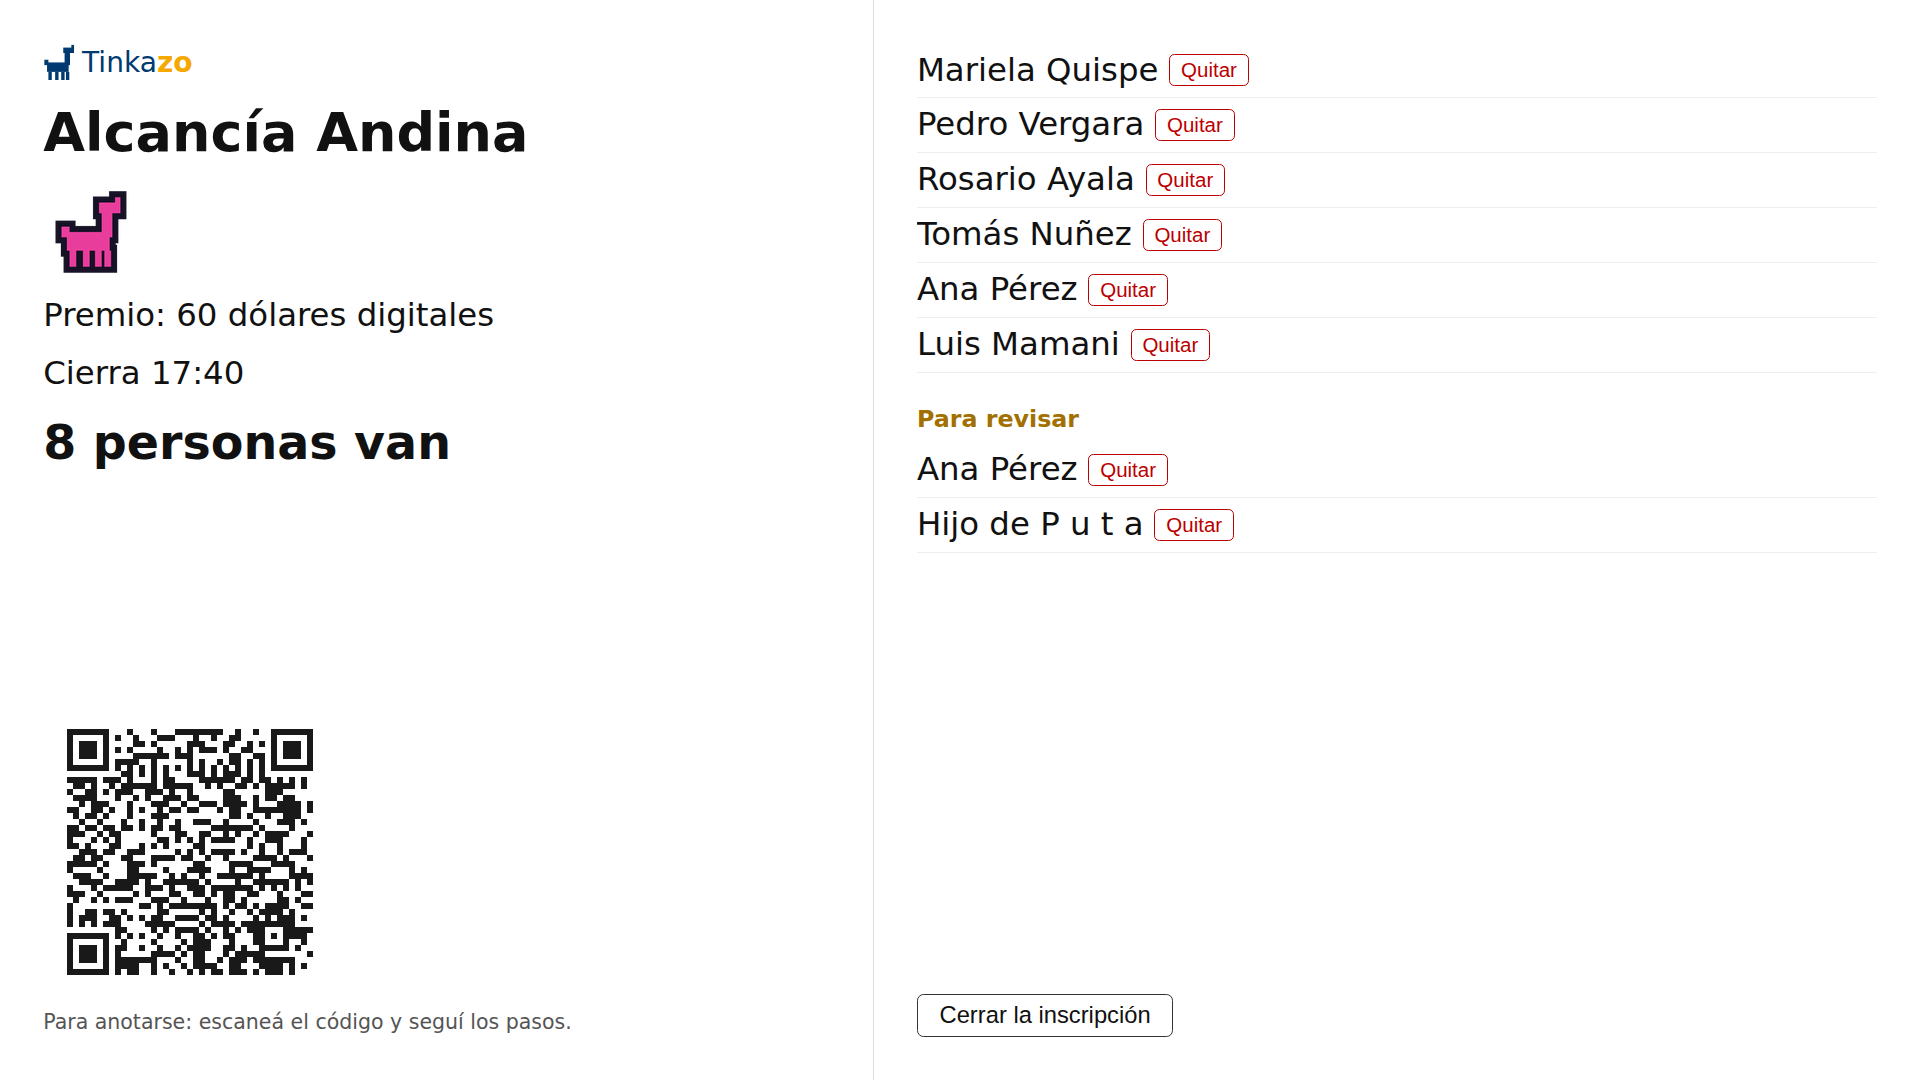 Tinkazo
Alcancía Andina
Premio: 60 dólares digitales
Cierra 17:40
8 personas van
Para anotarse: escaneá el código y seguí los pasos.
Mariela Quispe Quitar
Pedro Vergara Quitar
Rosario Ayala Quitar
Tomás Nuñez Quitar
Ana Pérez Quitar
Luis Mamani Quitar
Para revisar
Ana Pérez Quitar
Hijo de P u t a Quitar
Cerrar la inscripción